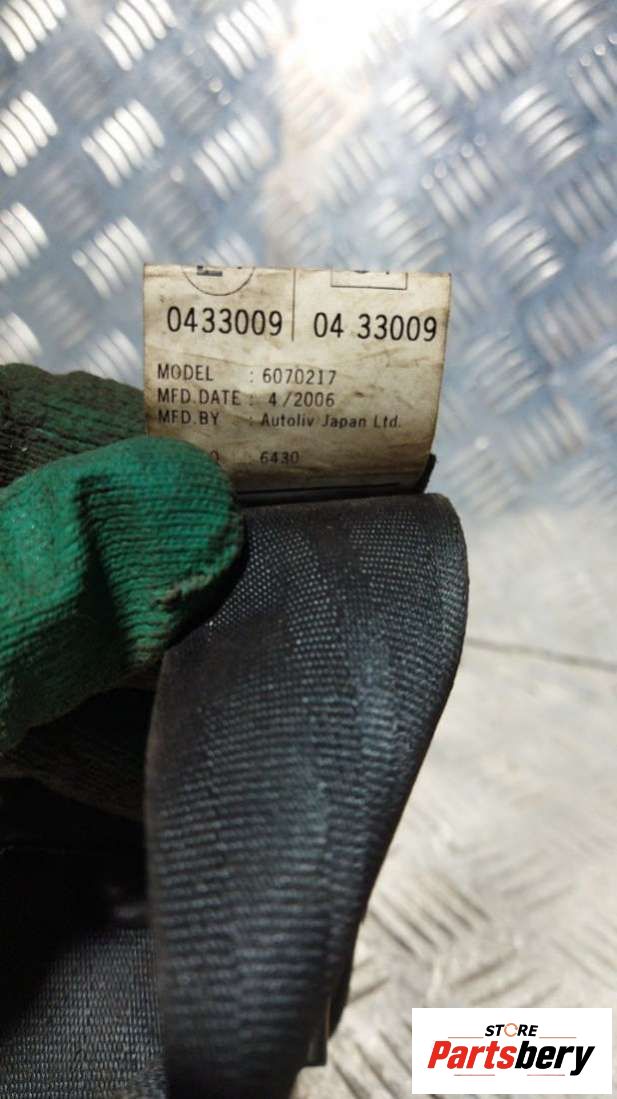 0433009 04 33009
MODEL : 6070217
MFD.DATE : 4/2006
MFD.BY : Autoliv Japan Ltd.
: 6430
STORE
Partsbery